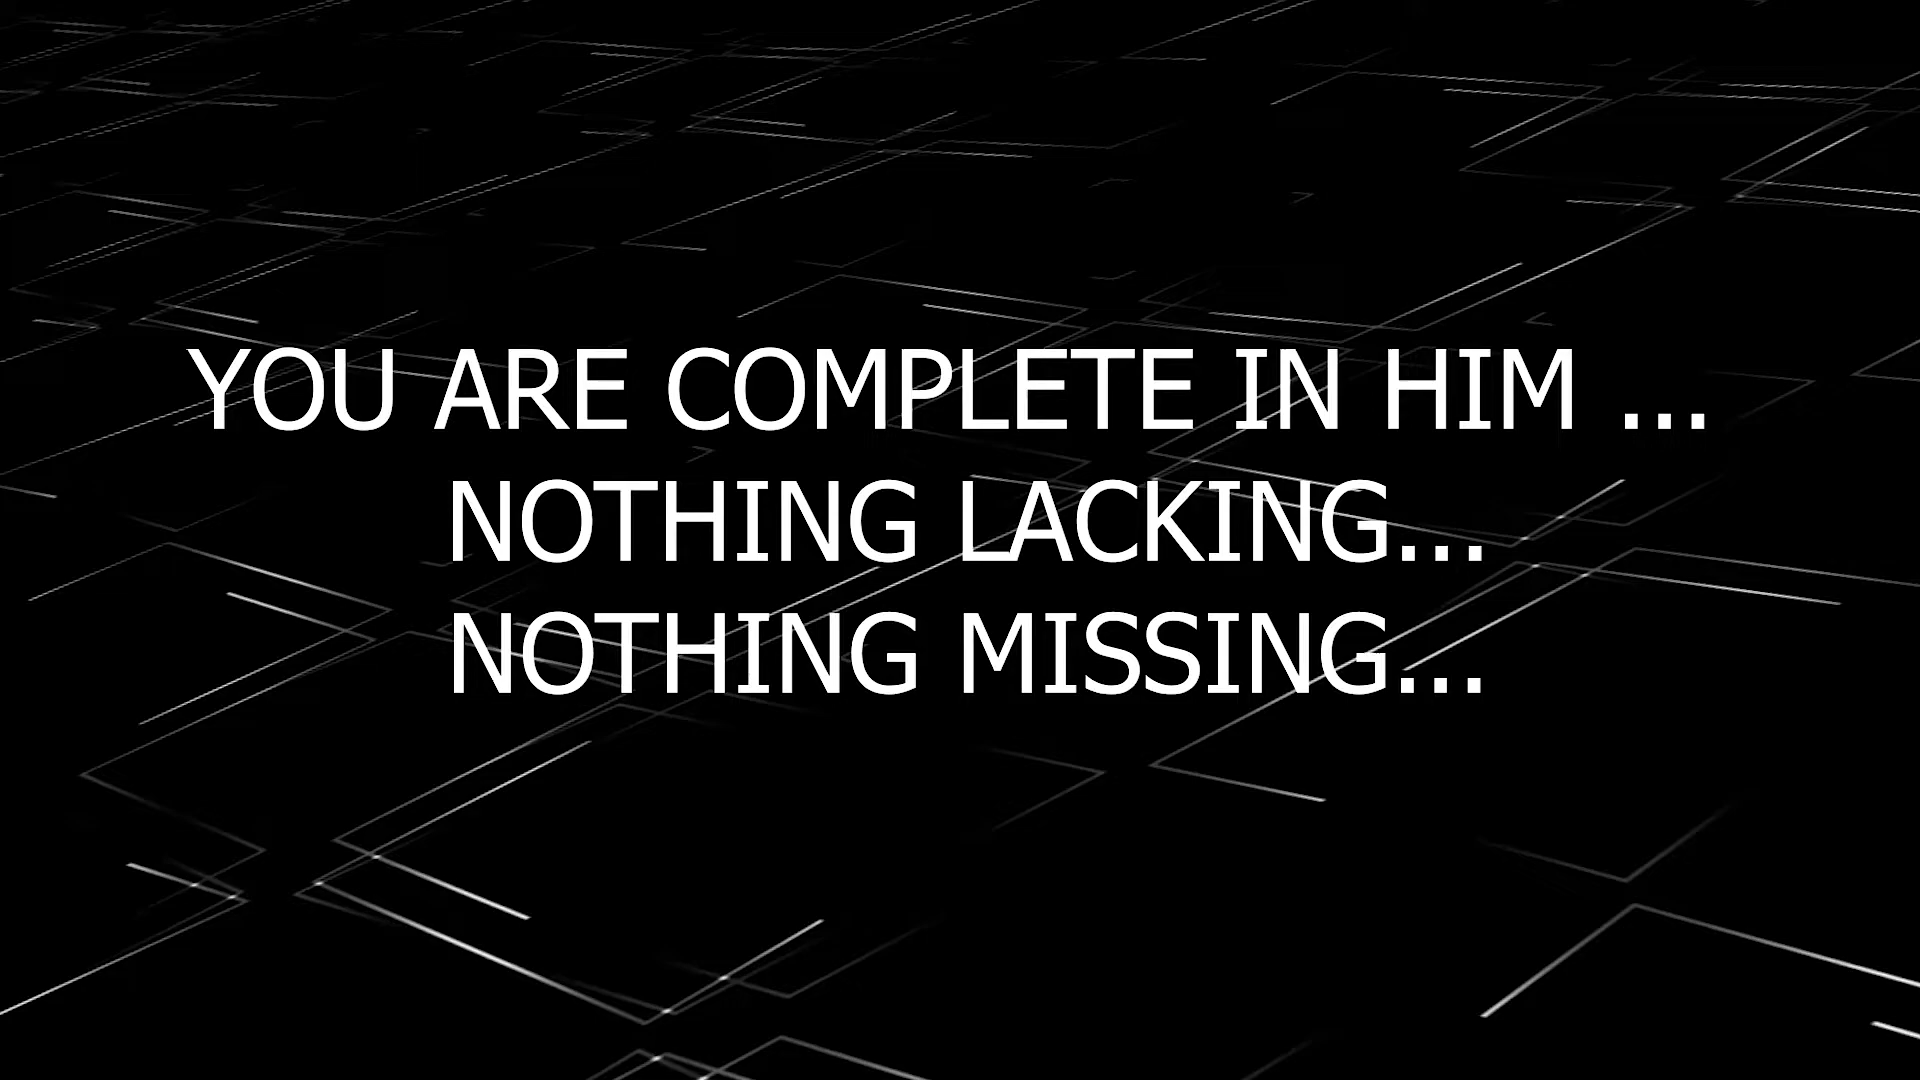 YOU ARE COMPLETE IN HIM ...
NOTHING LACKING...
NOTHING MISSING...